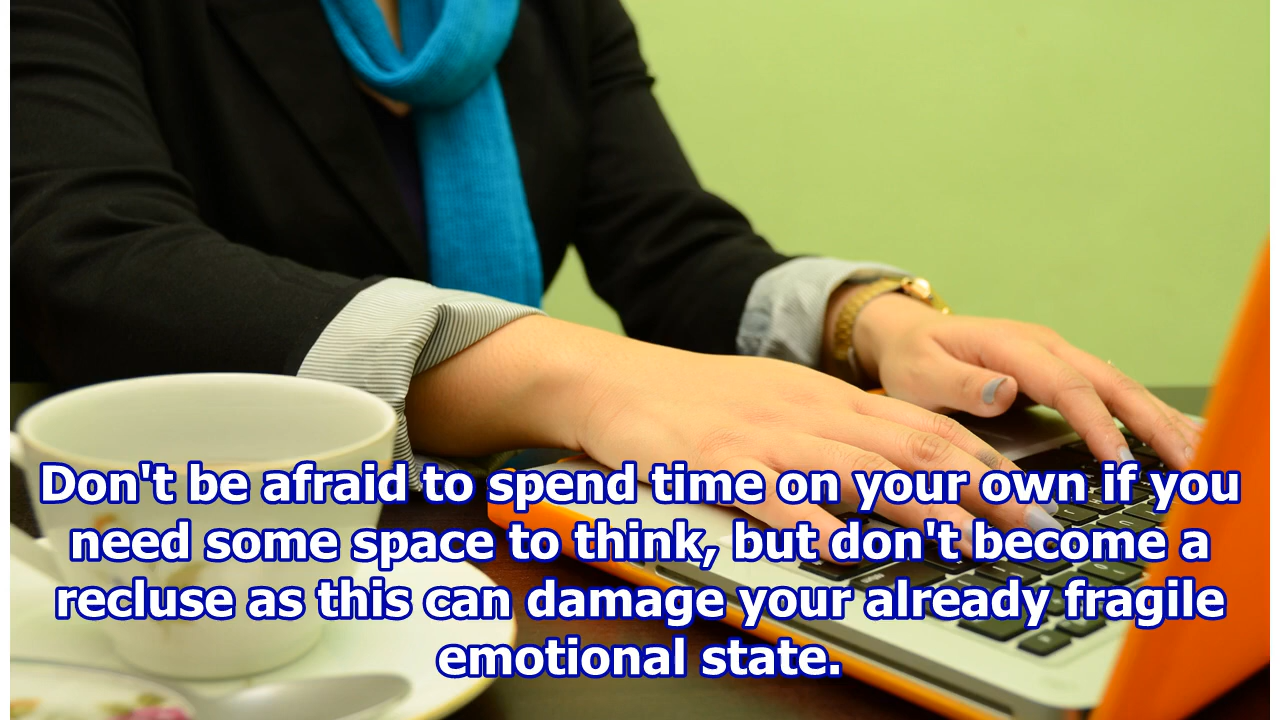 Don't be afraid to spend time on your own if you
need some space to think, but don't become a
recluse as this can damage your already fragile
emotional state.